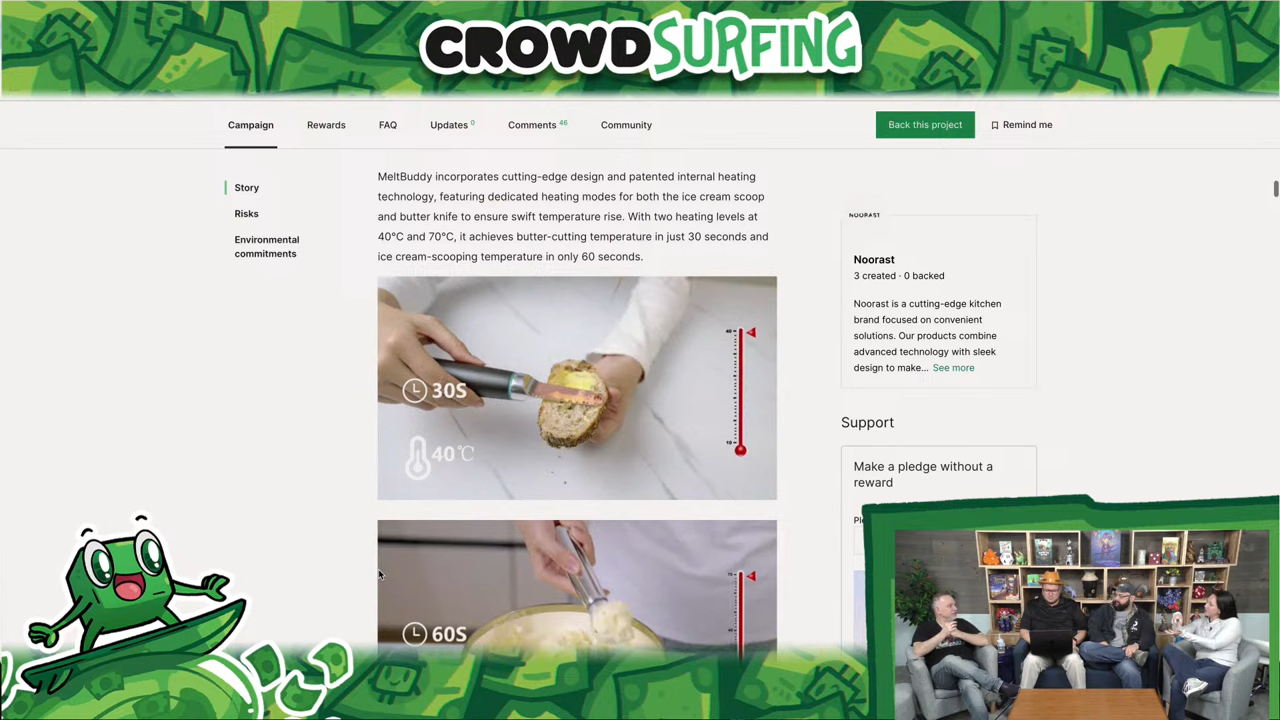 CROWDSURFING
Campaign
Rewards
FAQ
Updates 0
Comments 46
Community
Back this project
Remind me
Story
Risks
Environmental
commitments
MeltBuddy incorporates cutting-edge design and patented internal heating
technology, featuring dedicated heating modes for both the ice cream scoop
and butter knife to ensure swift temperature rise. With two heating levels at
40°C and 70°C, it achieves butter-cutting temperature in just 30 seconds and
ice cream-scooping temperature in only 60 seconds.
30S
40℃
40
10
60S
70
NOORAST
Noorast
3 created · 0 backed
Noorast is a cutting-edge kitchen
brand focused on convenient
solutions. Our products combine
advanced technology with sleek
design to make... See more
Support
Make a pledge without a
reward